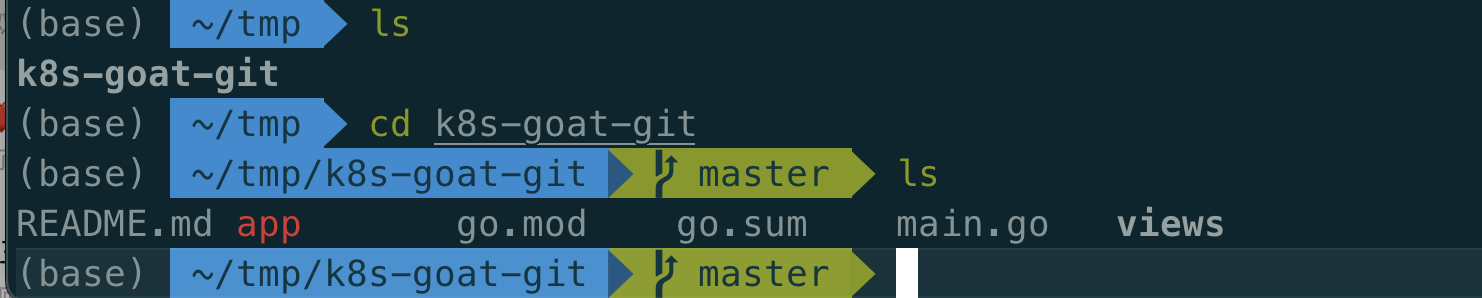 (base) ~/tmp ls
k8s-goat-git
(base) ~/tmp cd k8s-goat-git
(base) ~/tmp/k8s-goat-git master ls
README.md app go.mod go.sum main.go views
(base) ~/tmp/k8s-goat-git master